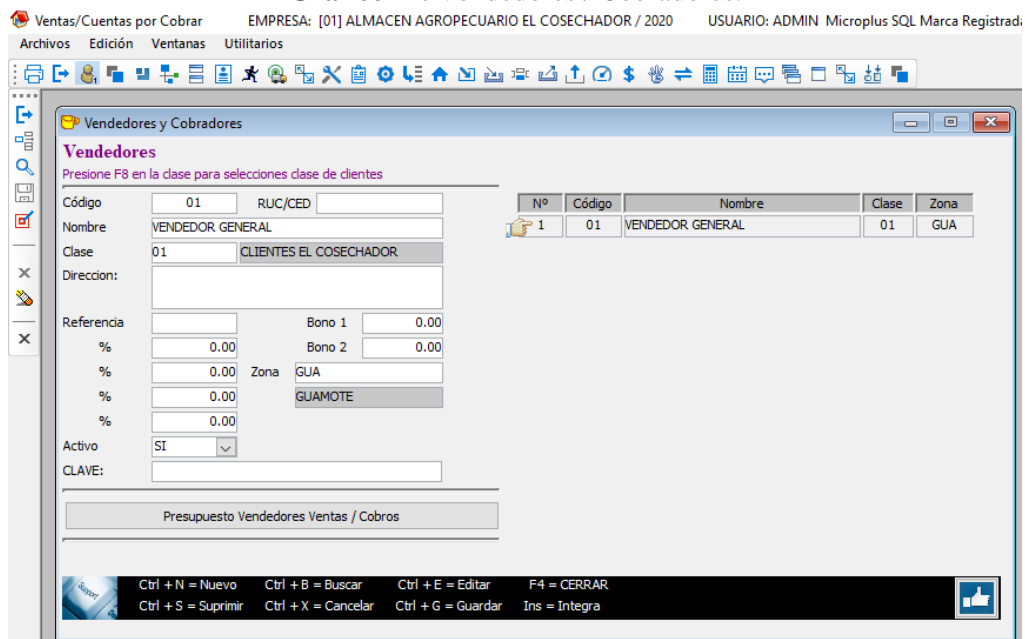 Ventas/Cuentas por Cobrar EMPRESA: [01] ALMACEN AGROPECUARIO EL COSECHADOR / 2020 USUARIO: ADMIN Microplus SQL Marca Registrada
Archivos Edición Ventanas Utilitarios
Vendedores y Cobradores
Vendedores
Presione F8 en la clase para selecciones clase de clientes
Código 01 RUC/CED
Nombre VENDEDOR GENERAL
Clase 01 CLIENTES EL COSECHADOR
Direccion:
Referencia Bono 1 0.00
% 0.00 Bono 2 0.00
% 0.00 Zona GUA
% 0.00 GUAMOTE
% 0.00
Activo SI
CLAVE:
Presupuesto Vendedores Ventas / Cobros
Nº Código Nombre Clase Zona
1 01 VENDEDOR GENERAL 01 GUA
Support
Ctrl + N = Nuevo Ctrl + B = Buscar Ctrl + E = Editar F4 = CERRAR
Ctrl + S = Suprimir Ctrl + X = Cancelar Ctrl + G = Guardar Ins = Integra